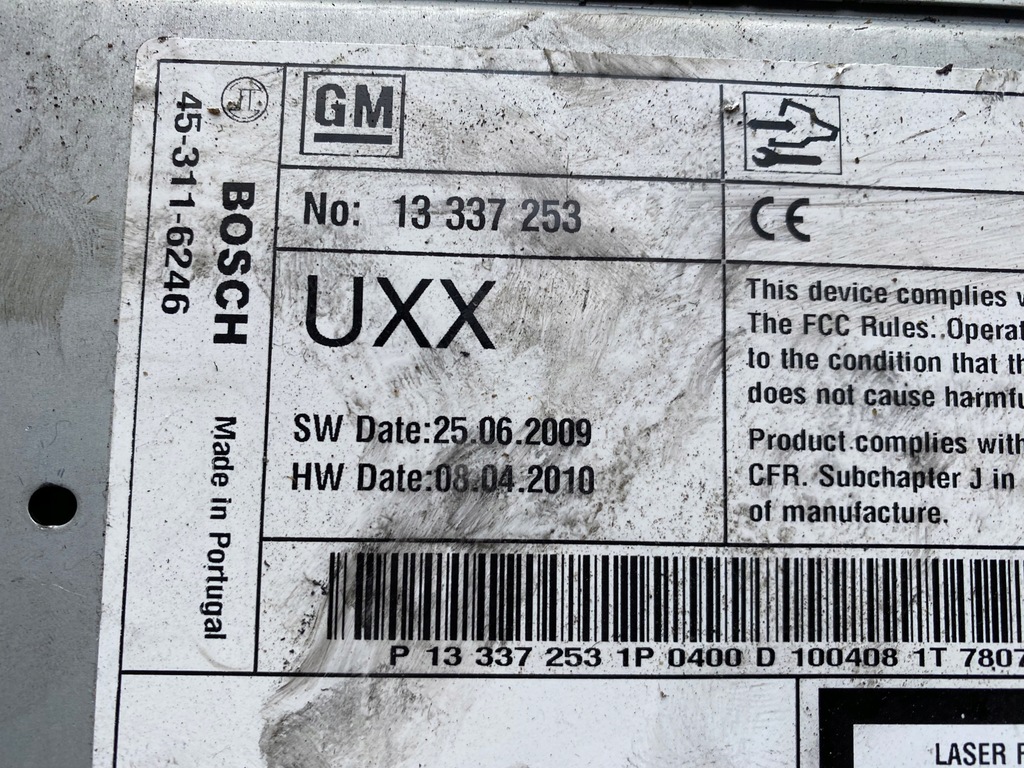 45-311-6246
BOSCH Made in Portugal
GM
No: 13 337 253
UXX
SW Date:25.06.2009
HW Date:08.04.2010
CE
This device complies
The FCC Rules. Operat
to the condition that th
does not cause harmfu
Product complies with
CFR. Subchapter J in
of manufacture.
P 13 337 253 1P 0400 D 100408 1T 7807
LASER